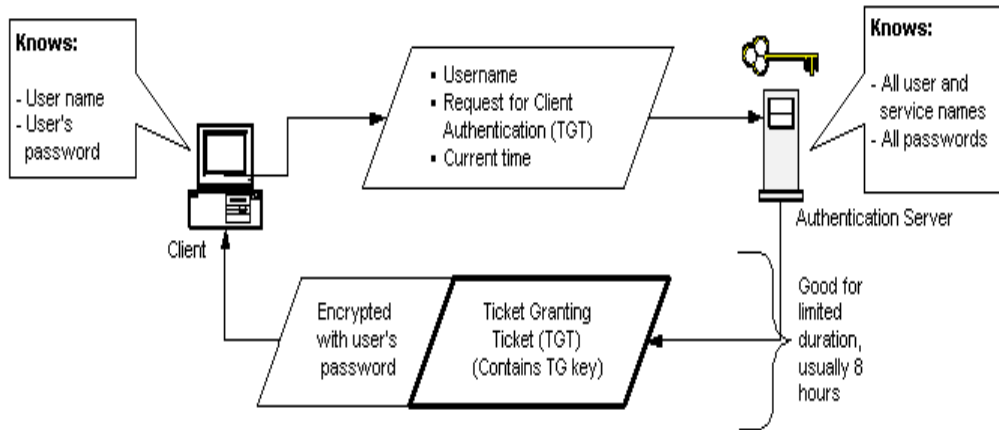 Knows:
- User name
- User's
password
▪ Username
▪ Request for Client
Authentication (TGT)
▪ Current time
Knows:
- All user and
service names
- All passwords
Client
Authentication Server
Encrypted
with user's
password
Ticket Granting
Ticket (TGT)
(Contains TG key)
Good for
limited
duration,
usually 8
hours